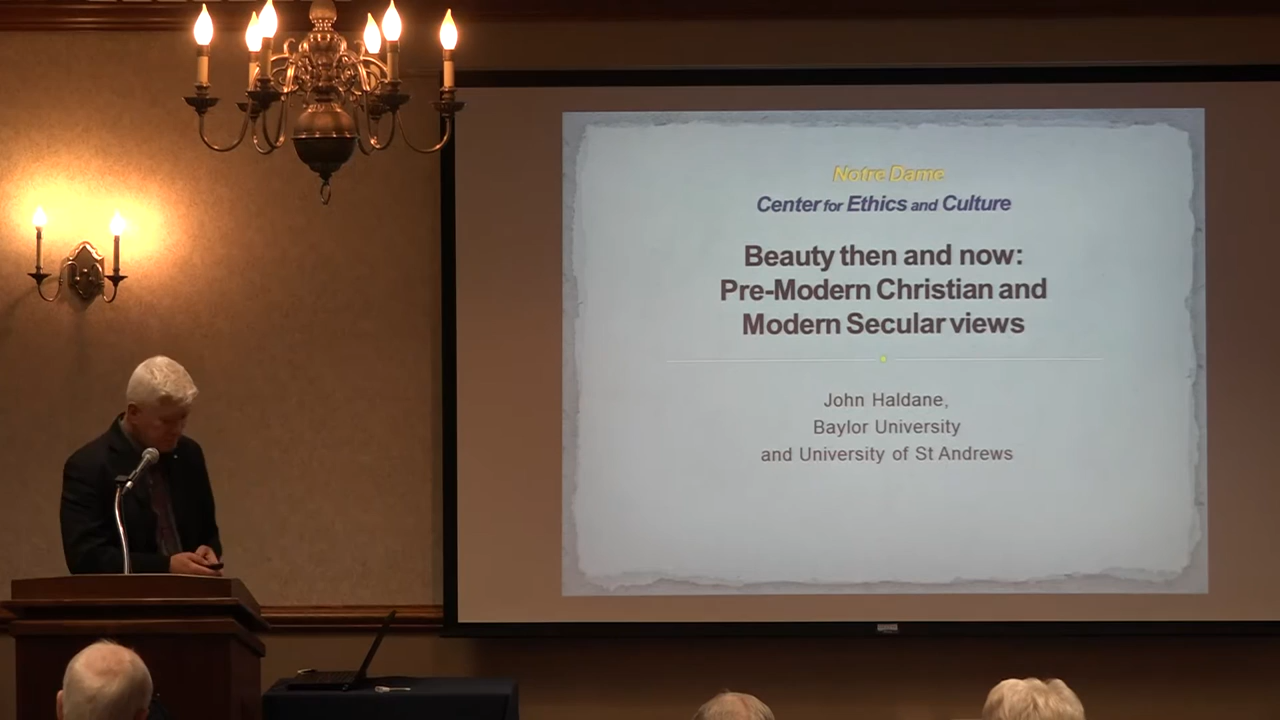 Notre Dame
Center for Ethics and Culture
Beauty then and now:
Pre-Modern Christian and
Modern Secular views
John Haldane,
Baylor University
and University of St Andrews